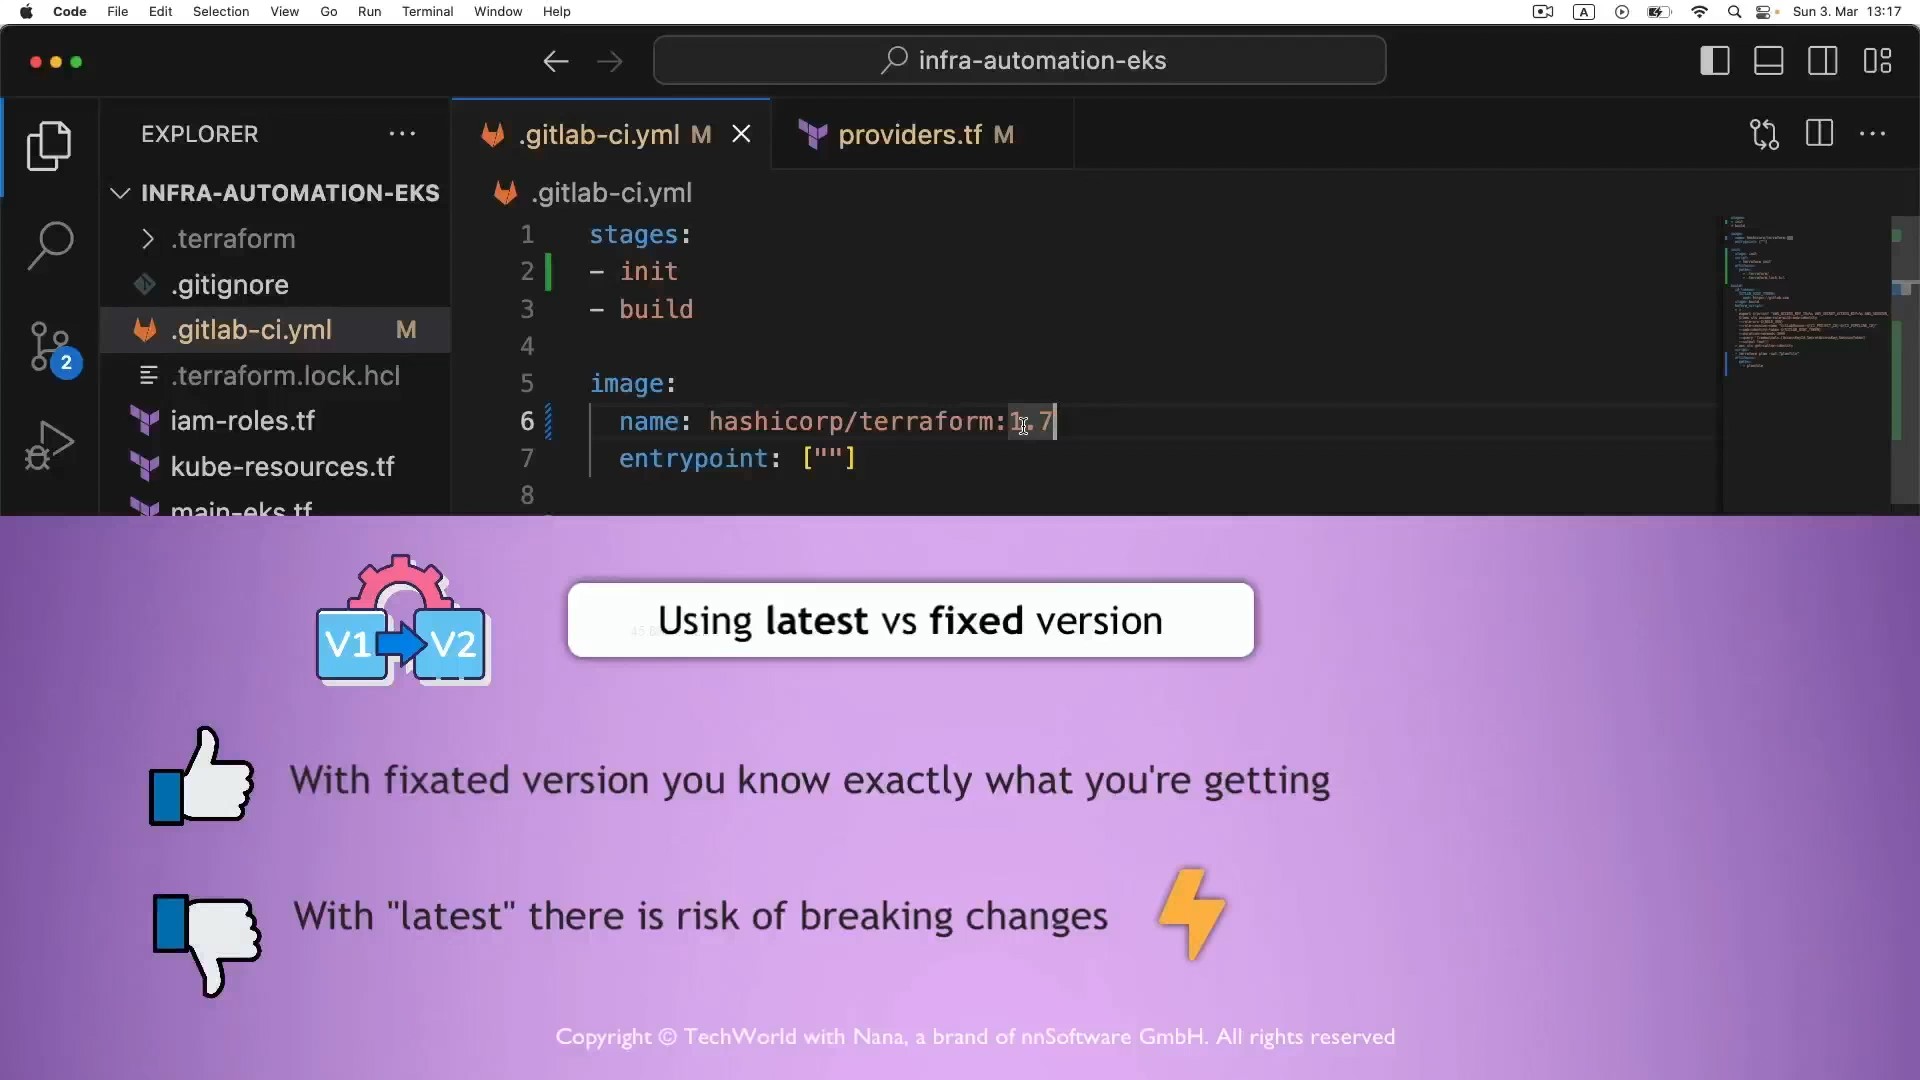 Code File Edit Selection View Go Run Terminal Window Help
A
Sun 3. Mar 13:17
infra-automation-eks
EXPLORER
INFRA-AUTOMATION-EKS
.terraform
.gitignore
.gitlab-ci.yml M
.terraform.lock.hcl
iam-roles.tf
kube-resources.tf
main-eks.tf
2
.gitlab-ci.yml M
providers.tf M
.gitlab-ci.yml
1 stages:
2 - init
3 - build
4
5 image:
6 name: hashicorp/terraform:1.7
7 entrypoint: [""]
8
V1 V2
Using latest vs fixed version
With fixated version you know exactly what you're getting
With "latest" there is risk of breaking changes
Copyright © TechWorld with Nana, a brand of nnSoftware GmbH. All rights reserved